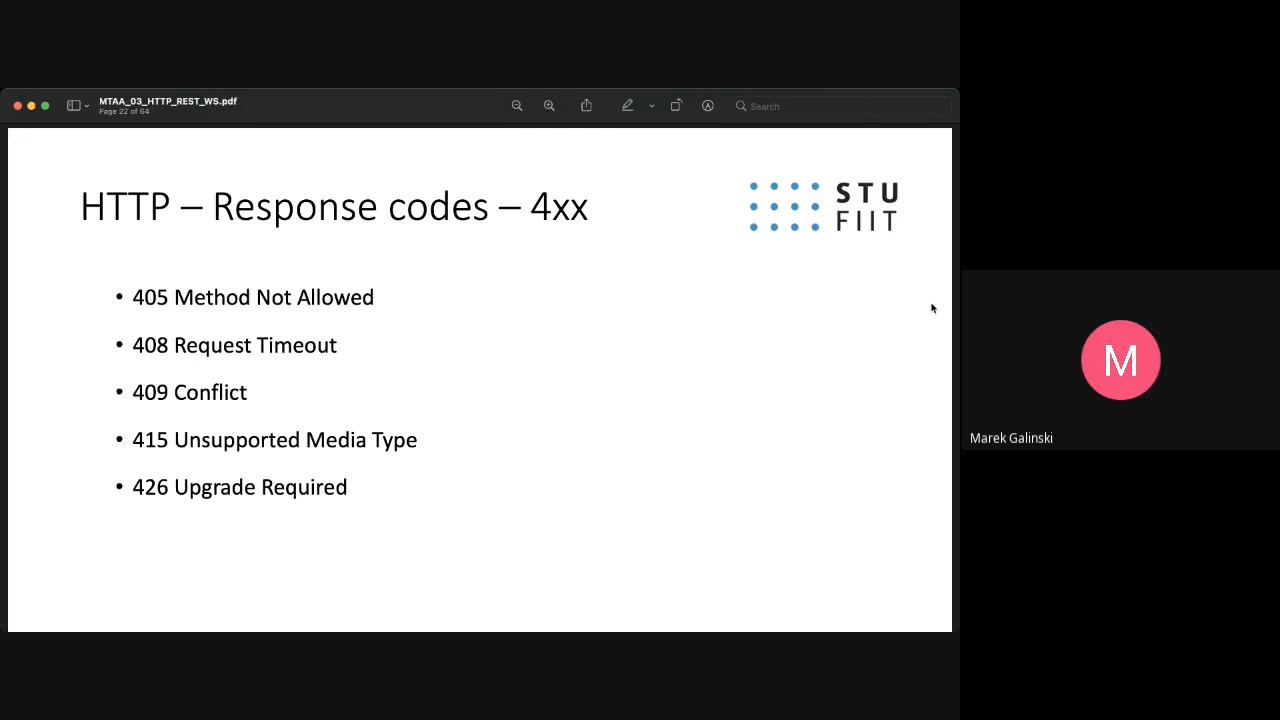 MTAA_03_HTTP_REST_WS.pdf
Page 22 of 64
Search
HTTP – Response codes – 4xx
STU
FIIT
• 405 Method Not Allowed
• 408 Request Timeout
• 409 Conflict
• 415 Unsupported Media Type
• 426 Upgrade Required
M
Marek Galinski